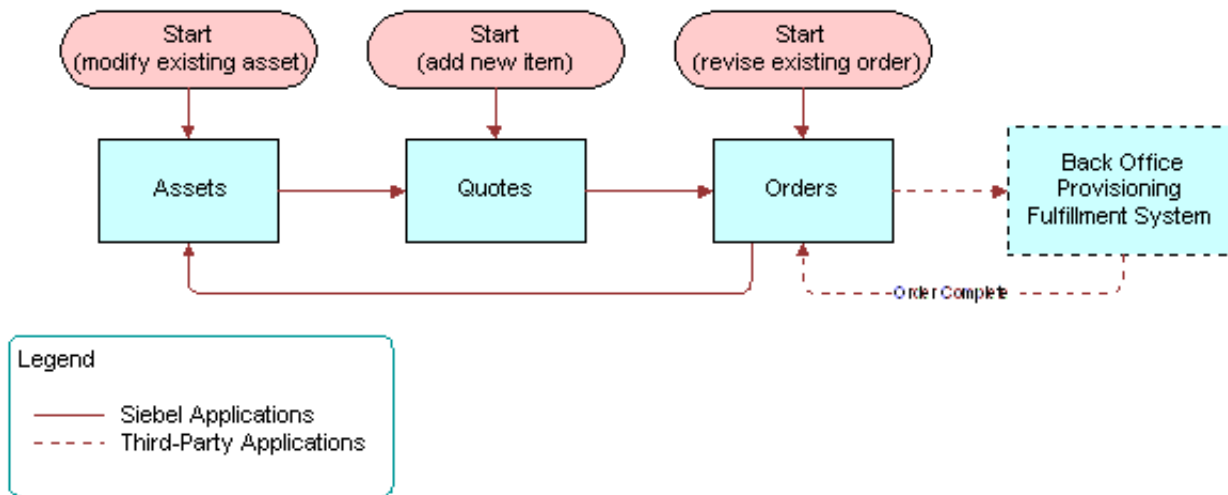 Start
(modify existing asset)
Start
(add new item)
Start
(revise existing order)
Assets
Quotes
Orders
Back Office
Provisioning
Fulfillment System
Order Complete
Legend
Siebel Applications
Third-Party Applications